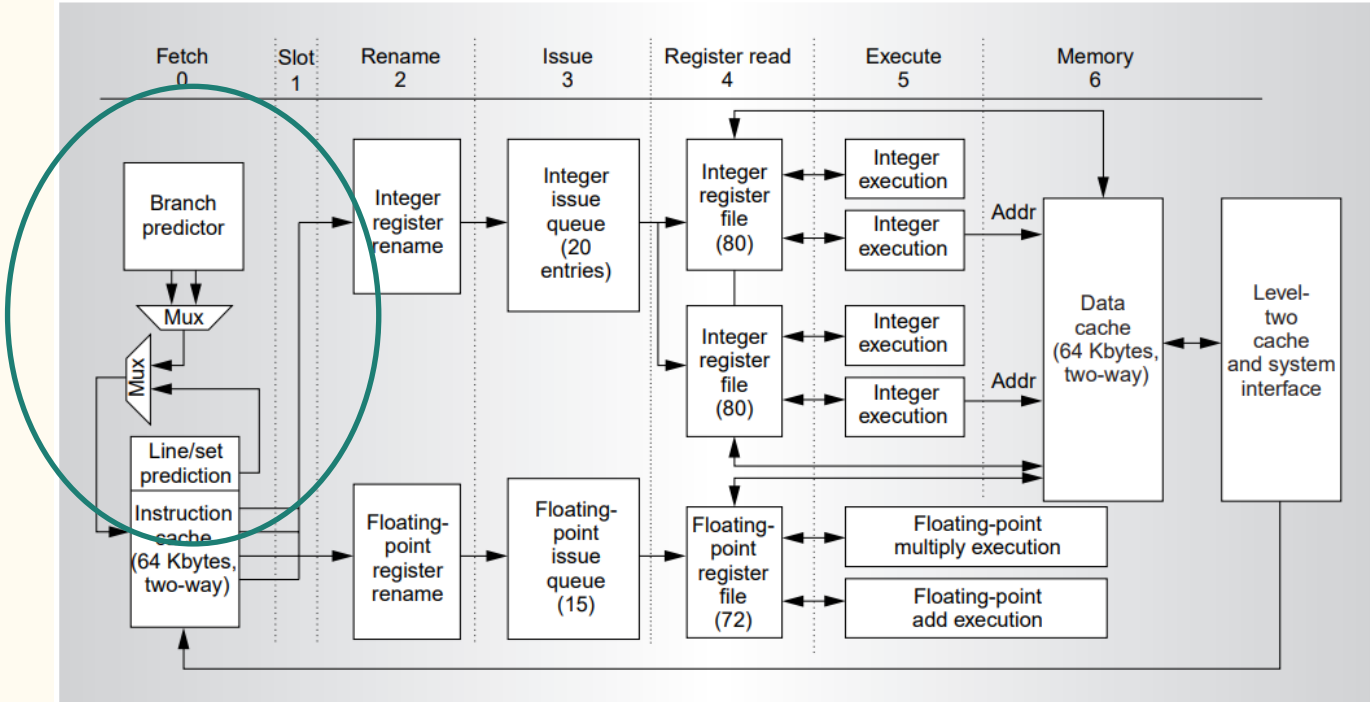 Fetch
0
Slot
1
Rename
2
Issue
3
Register read
4
Execute
5
Memory
6
Branch
predictor
Mux
Mux
Line/set
prediction
Instruction
cache
(64 Kbytes,
two-way)
Integer
register
rename
Integer
issue
queue
(20
entries)
Integer
register
file
(80)
Integer
register
file
(80)
Integer
execution
Integer
execution
Addr
Integer
execution
Integer
execution
Addr
Data
cache
(64 Kbytes,
two-way)
Level-
two
cache
and system
interface
Floating-
point
register
rename
Floating-
point
issue
queue
(15)
Floating-
point
register
file
(72)
Floating-point
multiply execution
Floating-point
add execution